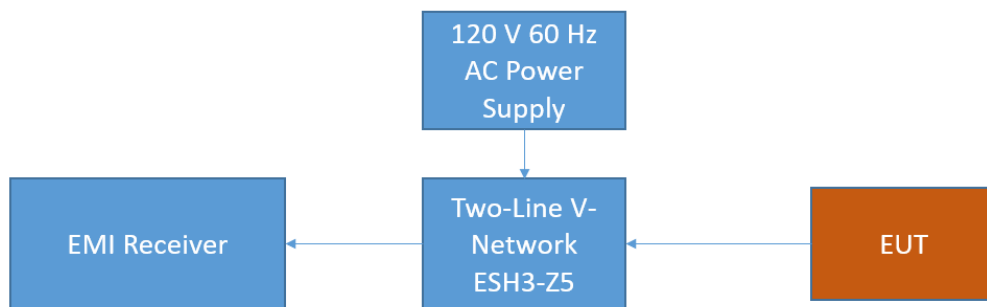 120 V 60 Hz
AC Power
Supply
EMI Receiver
Two-Line V-
Network
ESH3-Z5
EUT